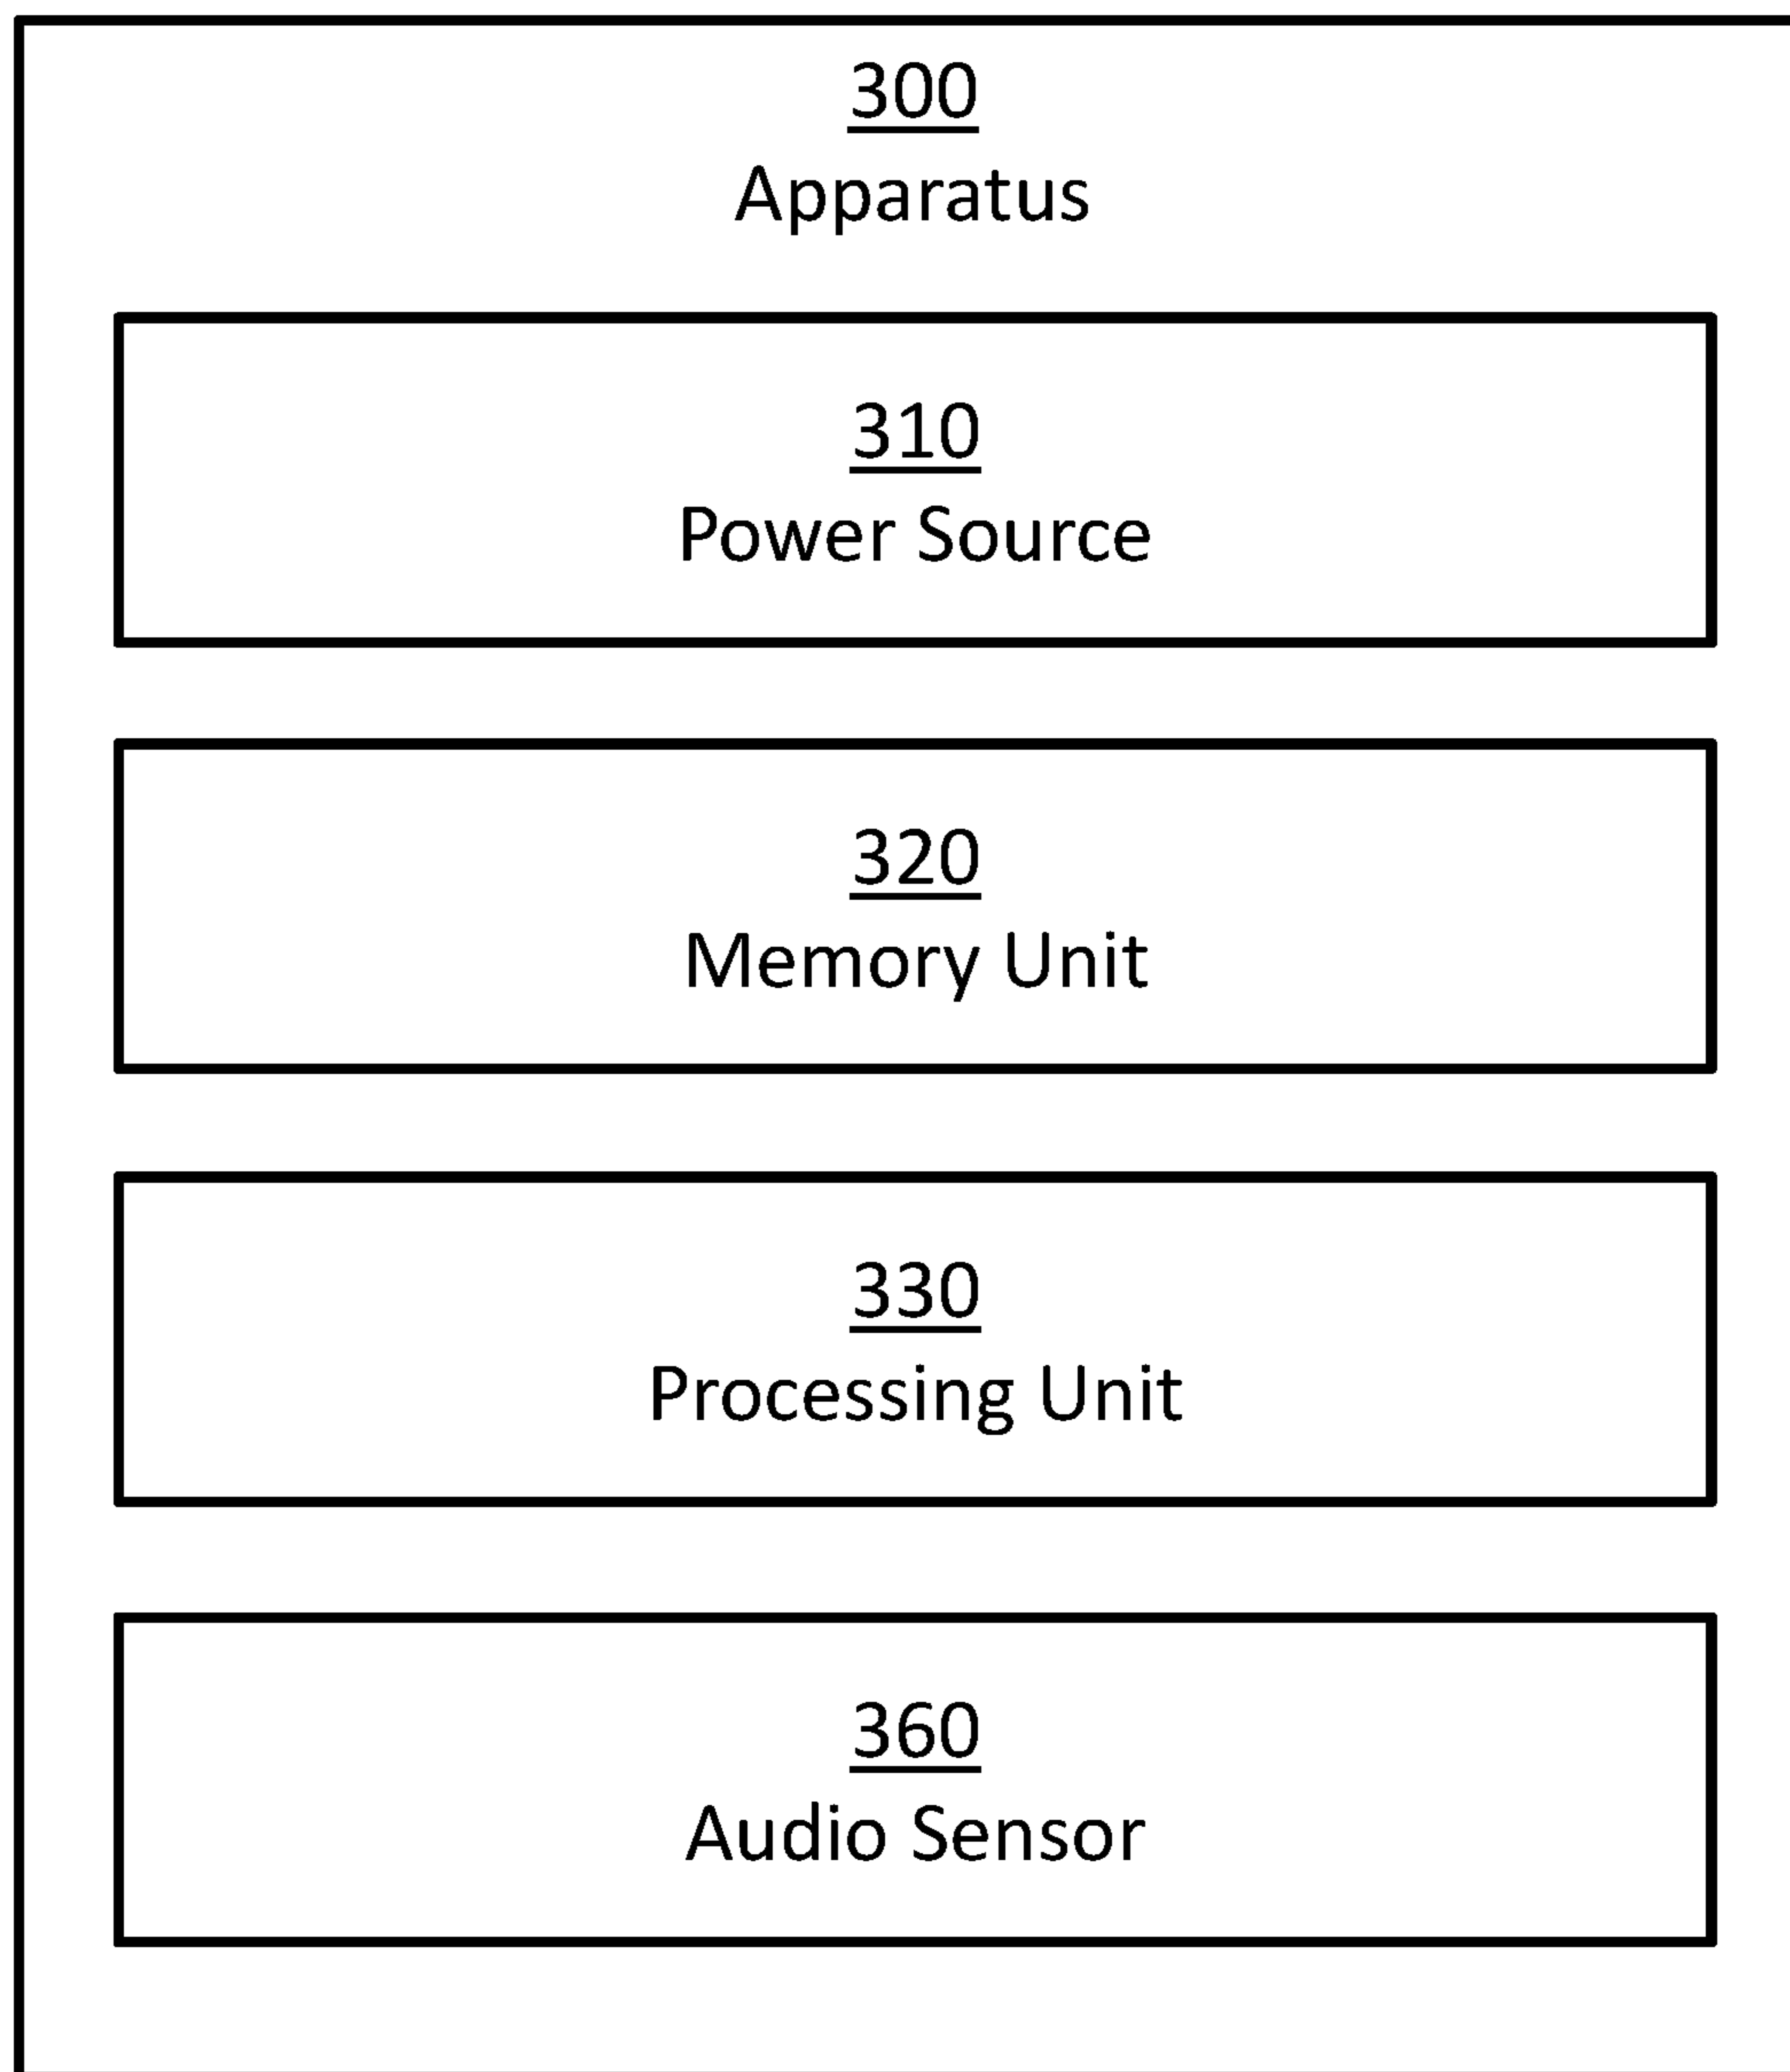 300
Apparatus
310
Power Source
320
Memory Unit
330
Processing Unit
360
Audio Sensor